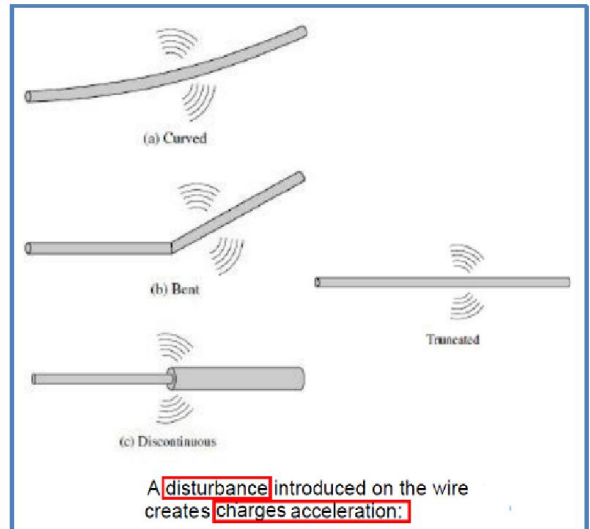 (a) Curved
(b) Bent
Truncated
(c) Discontinuous
A disturbance introduced on the wire
creates charges acceleration: